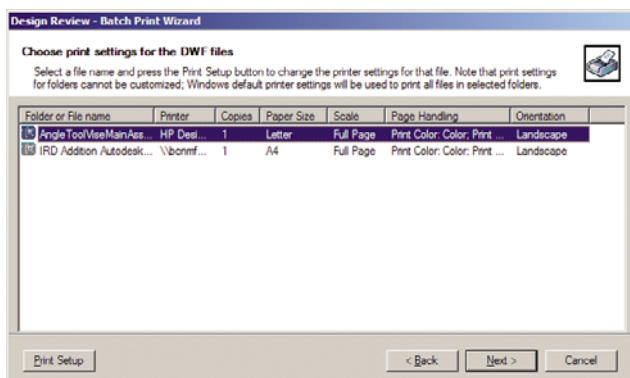 Design Review - Batch Print Wizard
Choose print settings for the DWF files
Select a file name and press the Print Setup button to change the printer settings for that file. Note that print settings
for folders cannot be customized; Windows default printer settings will be used to print all files in selected folders.
Folder or File name Printer Copies Paper Size Scale Page Handling Orientation
AngleToolViseMainAss... HP Desi... 1 Letter Full Page Print Color: Color; Print ... Landscape
IRD Addition Autodesk... \\bcnmf... 1 A4 Full Page Print Color: Color; Print ... Landscape
Print Setup < Back Next > Cancel